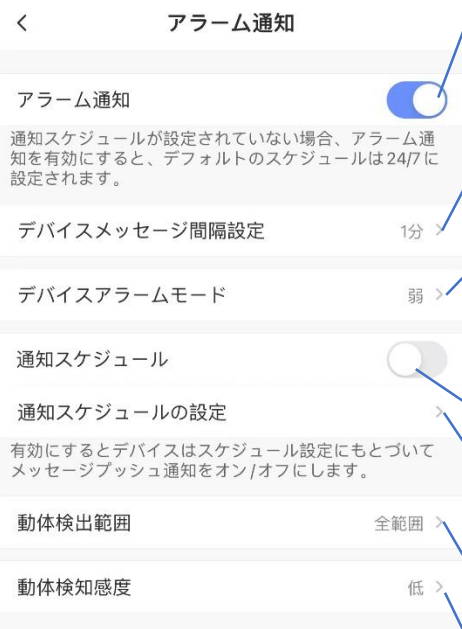 アラーム通知
アラーム通知
通知スケジュールが設定されていない場合、アラーム通
知を有効にすると、デフォルトのスケジュールは24/7に
設定されます。
デバイスメッセージ間隔設定 1分
デバイスアラームモード 弱
通知スケジュール
通知スケジュールの設定
有効にするとデバイスはスケジュール設定にもとづいて
メッセージプッシュ通知をオン/オフにします。
動体検出範囲 全範囲
動体検知感度 低